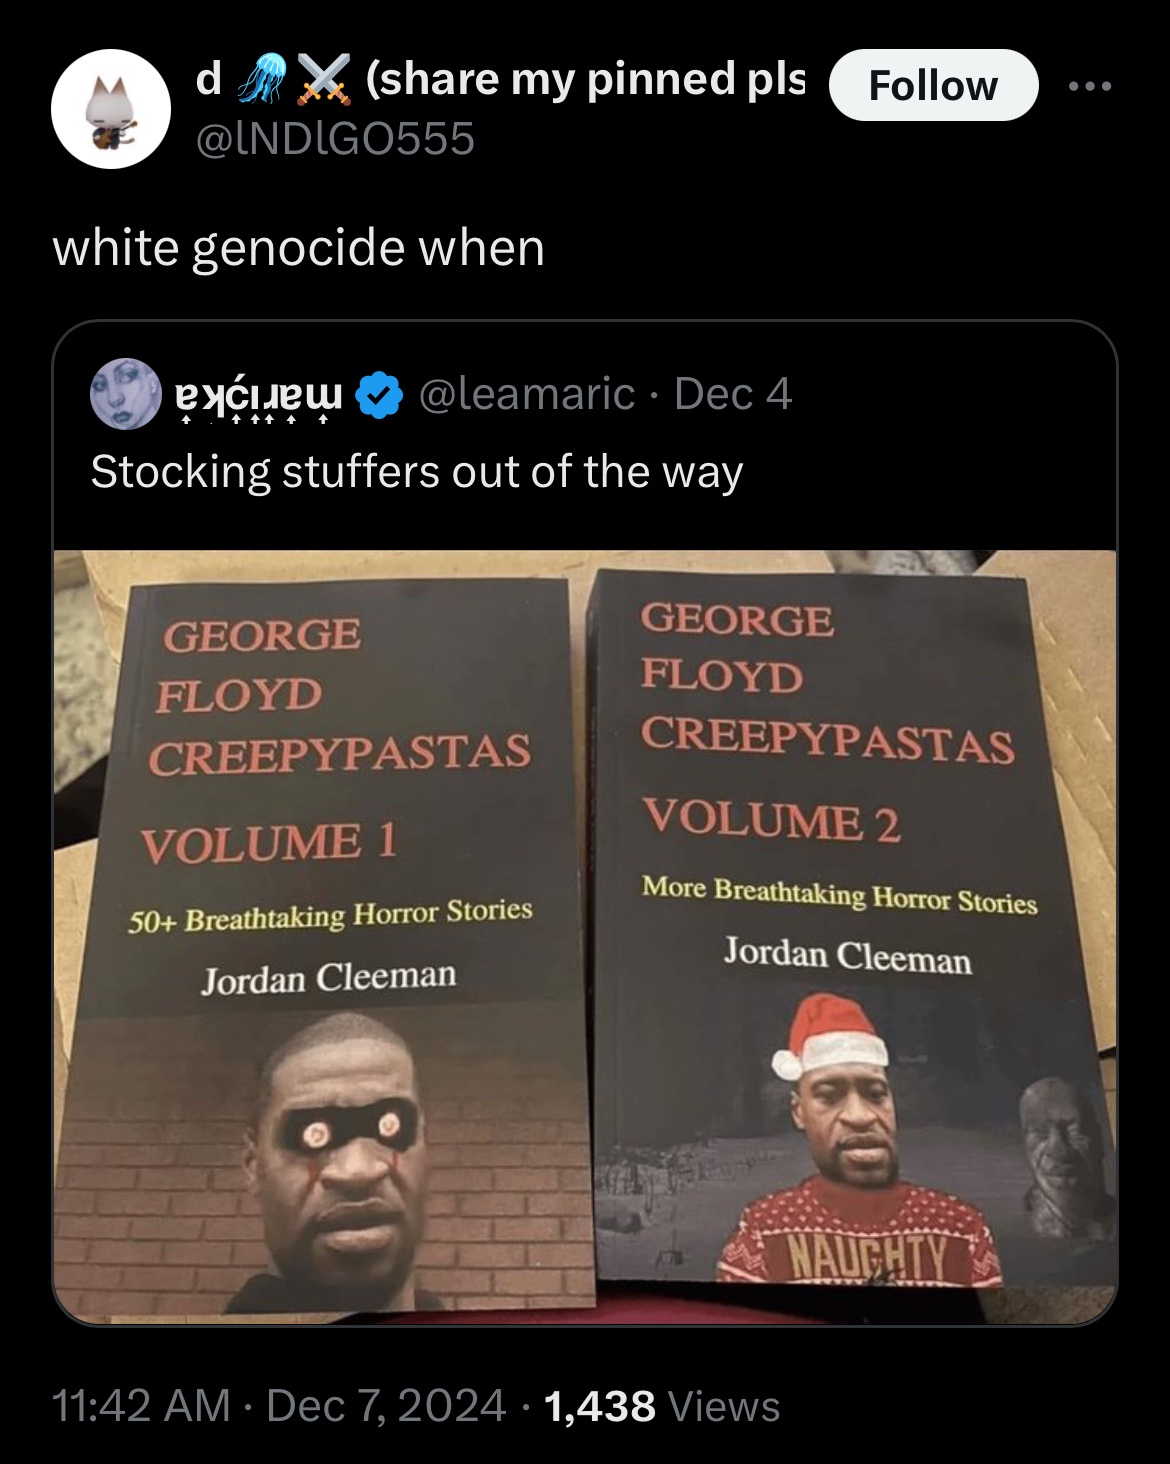 d 🪼⚔️ (share my pinned pls
Follow
@lNDlGO555
white genocide when
@leamaric · Dec 4
Stocking stuffers out of the way
GEORGE
FLOYD
CREEPYPASTAS
VOLUME 1
50+ Breathtaking Horror Stories
Jordan Cleeman
GEORGE
FLOYD
CREEPYPASTAS
VOLUME 2
More Breathtaking Horror Stories
Jordan Cleeman
NAUGHTY
11:42 AM · Dec 7, 2024 · 1,438 Views